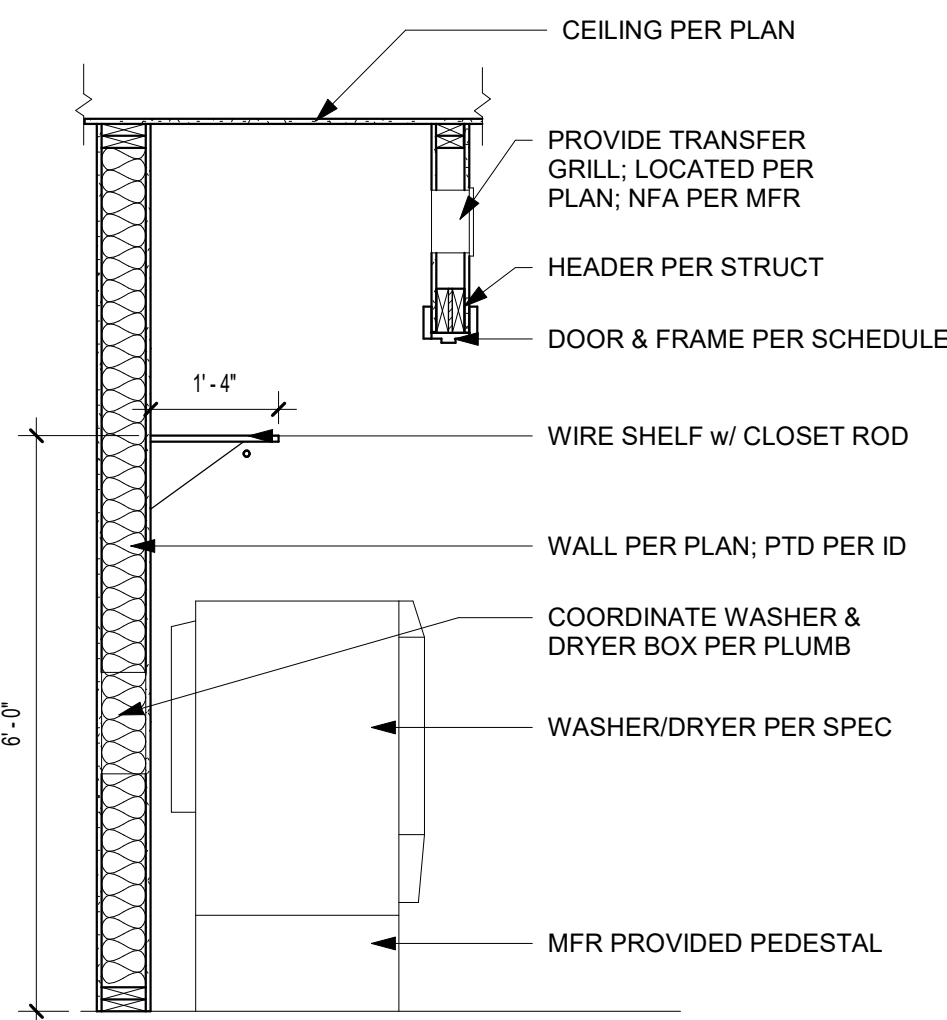 CEILING PER PLAN
PROVIDE TRANSFER
GRILL; LOCATED PER
PLAN; NFA PER MFR
HEADER PER STRUCT
DOOR & FRAME PER SCHEDULE
1' - 4"
WIRE SHELF w/ CLOSET ROD
WALL PER PLAN; PTD PER ID
COORDINATE WASHER &
DRYER BOX PER PLUMB
6' - 0"
WASHER/DRYER PER SPEC
MFR PROVIDED PEDESTAL